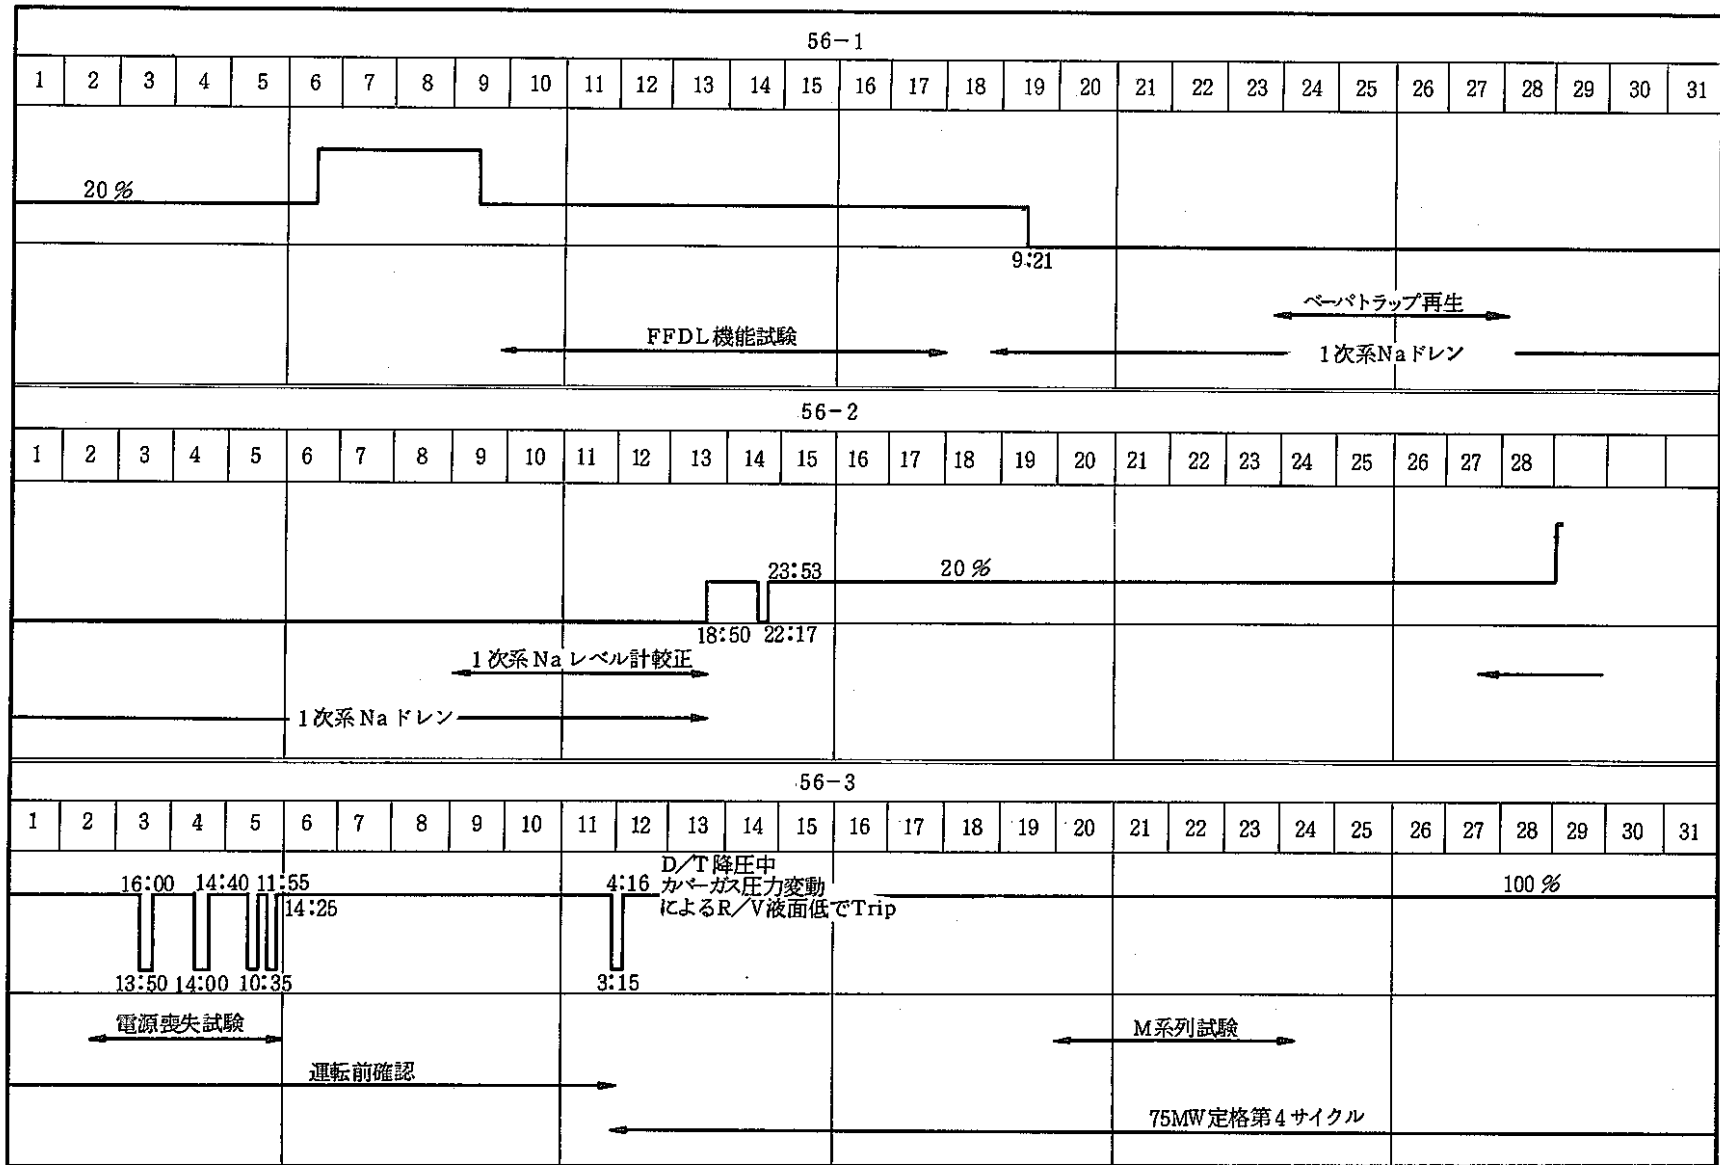 56-1
1 2 3 4 5 6 7 8 9 10 11 12 13 14 15 16 17 18 19 20 21 22 23 24 25 26 27 28 29 30 31
20%
9:21
ベーパトラップ再生
FFDL機能試験
1次系Naドレン
56-2
1 2 3 4 5 6 7 8 9 10 11 12 13 14 15 16 17 18 19 20 21 22 23 24 25 26 27 28
23:53 20%
18:50 22:17
1次系Naレベル計較正
1次系Naドレン
56-3
1 2 3 4 5 6 7 8 9 10 11 12 13 14 15 16 17 18 19 20 21 22 23 24 25 26 27 28 29 30 31
D/T降圧中
16:00 14:40 11:55 4:16 カバーガス圧力変動 100%
14:25 によるR/V液面低でTrip
13:50 14:00 10:35 3:15
電源喪失試験 M系列試験
運転前確認
75MW定格第4サイクル